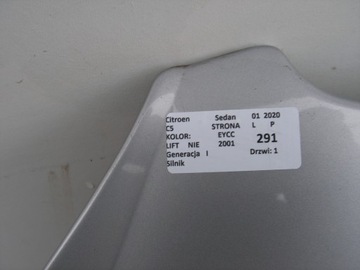 Citroen Sedan 01 2020
C5 STRONA L P
KOLOR: EYCC 291
LIFT NIE 2001
Generacja I Drzwi: 1
Silnik